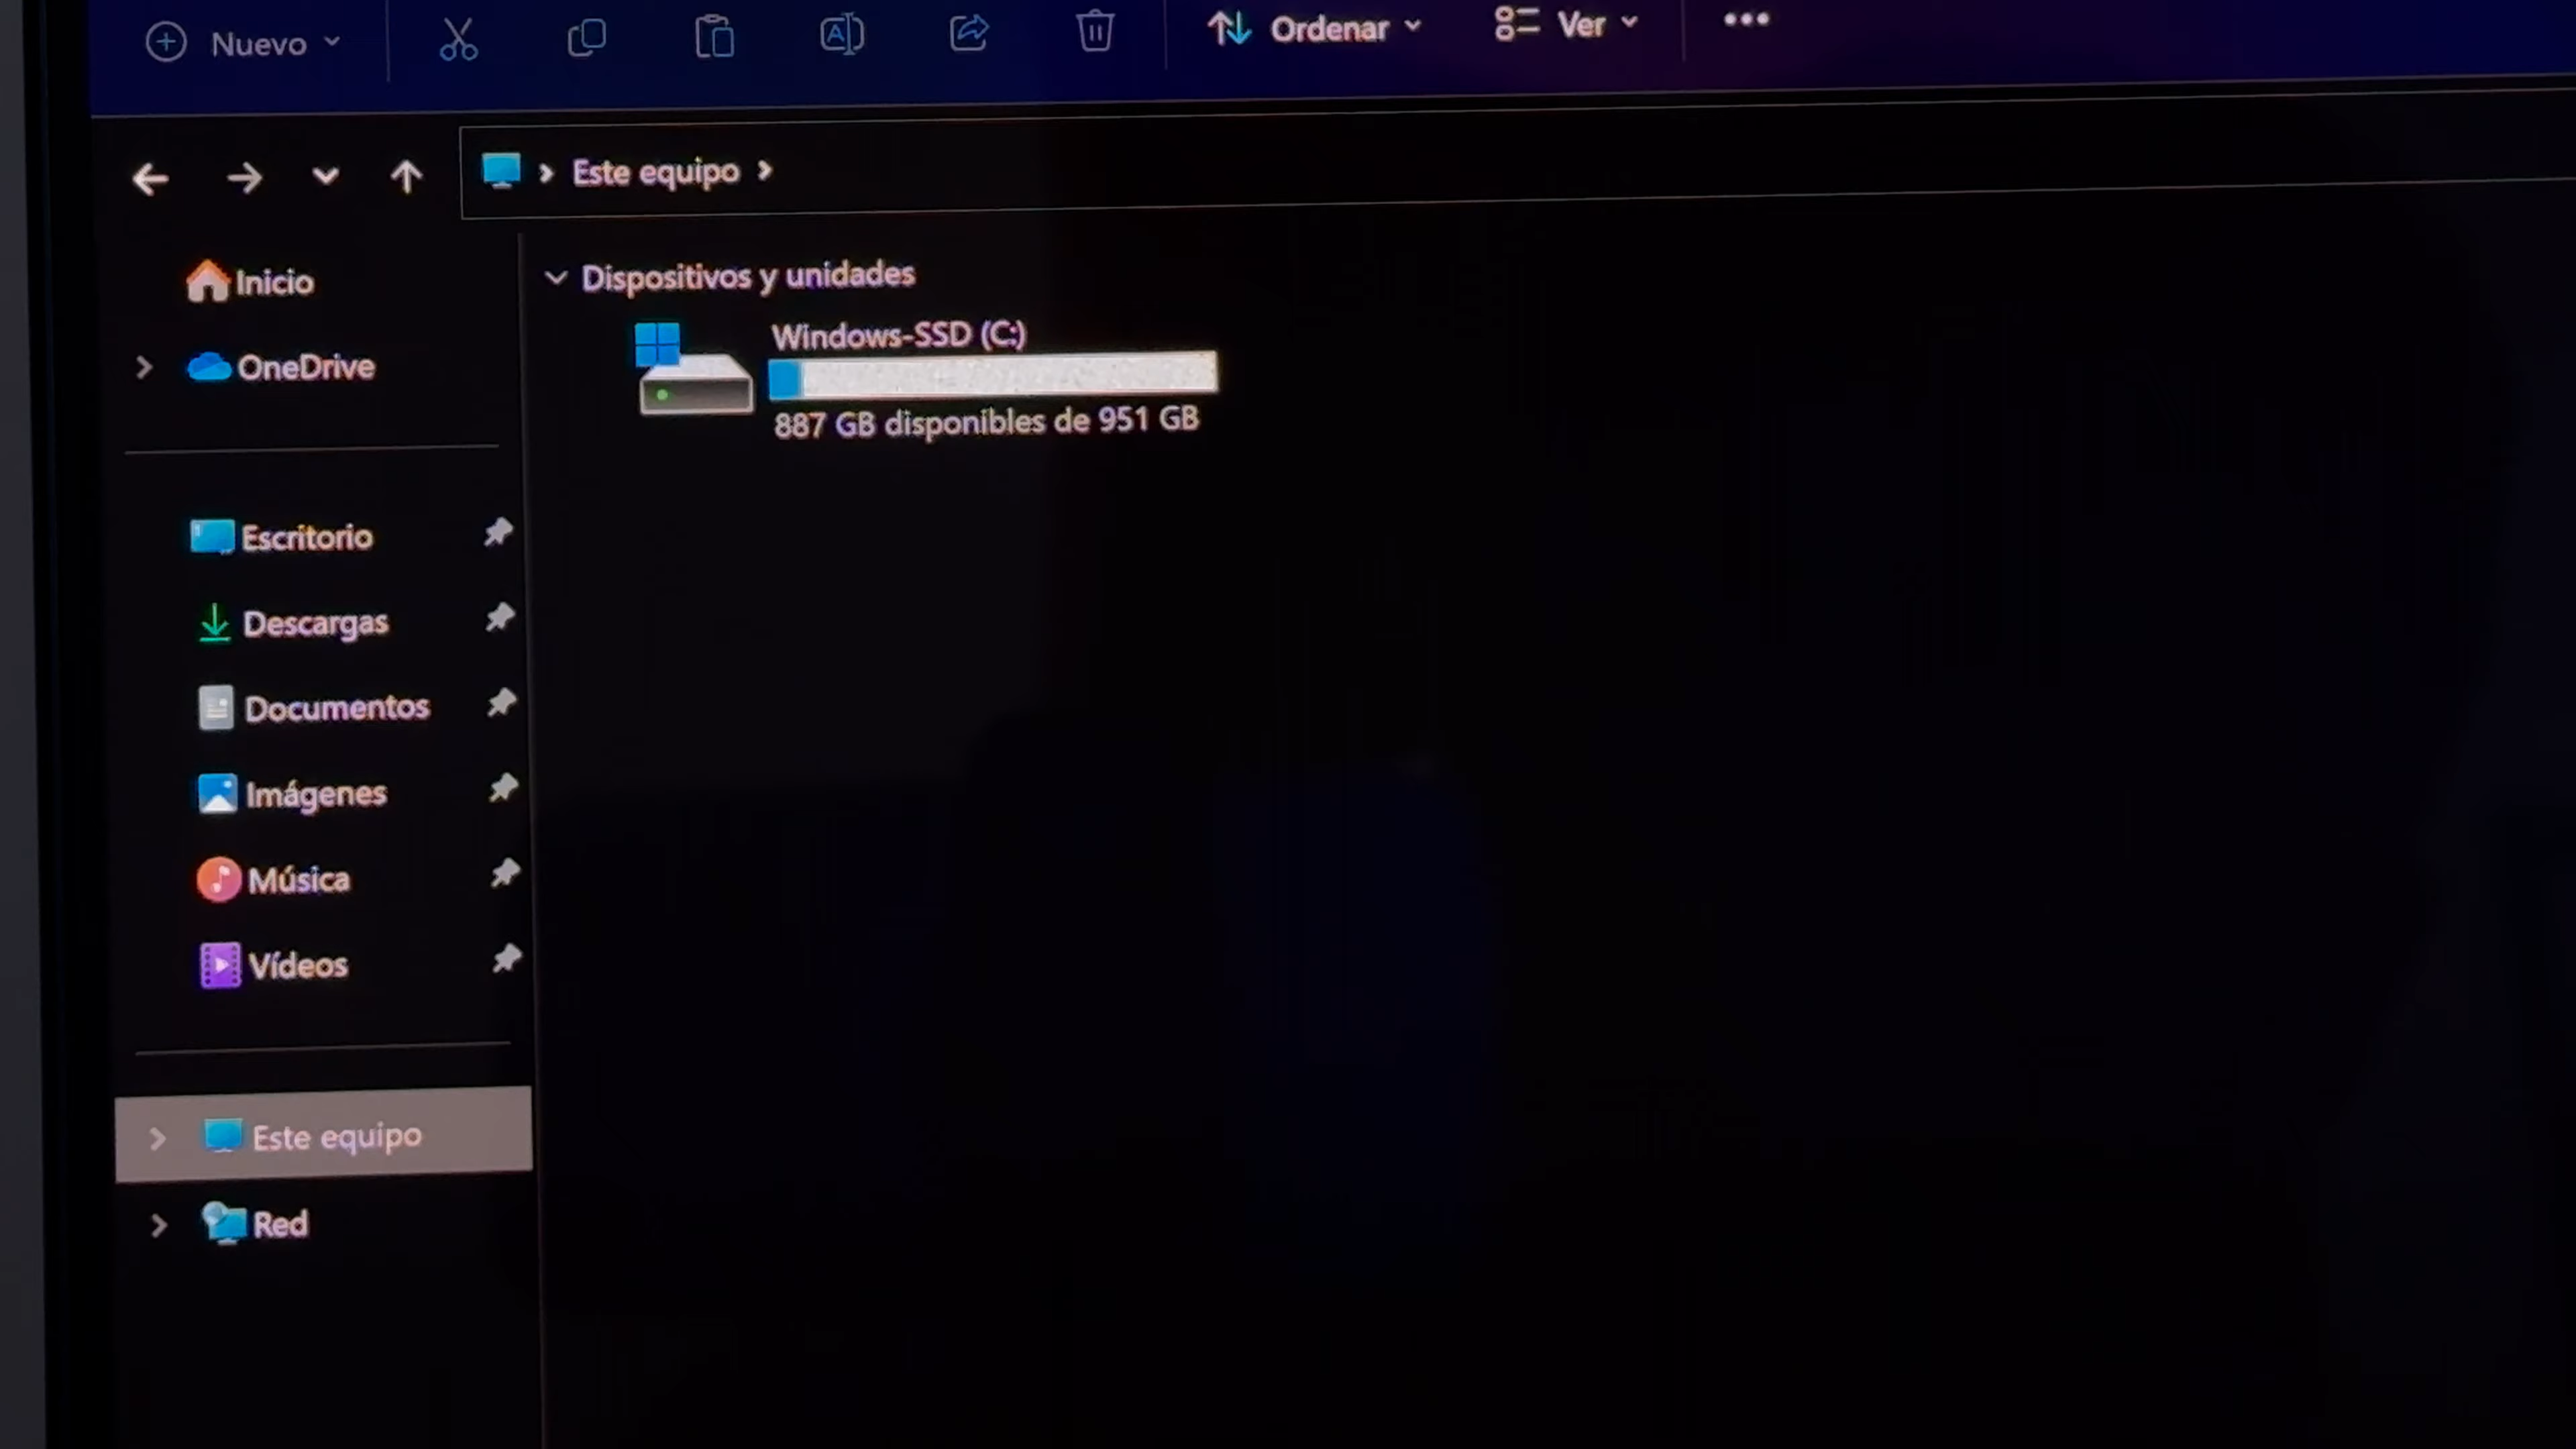 Nuevo
Ordenar
Ver
Este equipo
Inicio
OneDrive
Escritorio
Descargas
Documentos
Imágenes
Música
Vídeos
Este equipo
Red
Dispositivos y unidades
Windows-SSD (C:)
887 GB disponibles de 951 GB